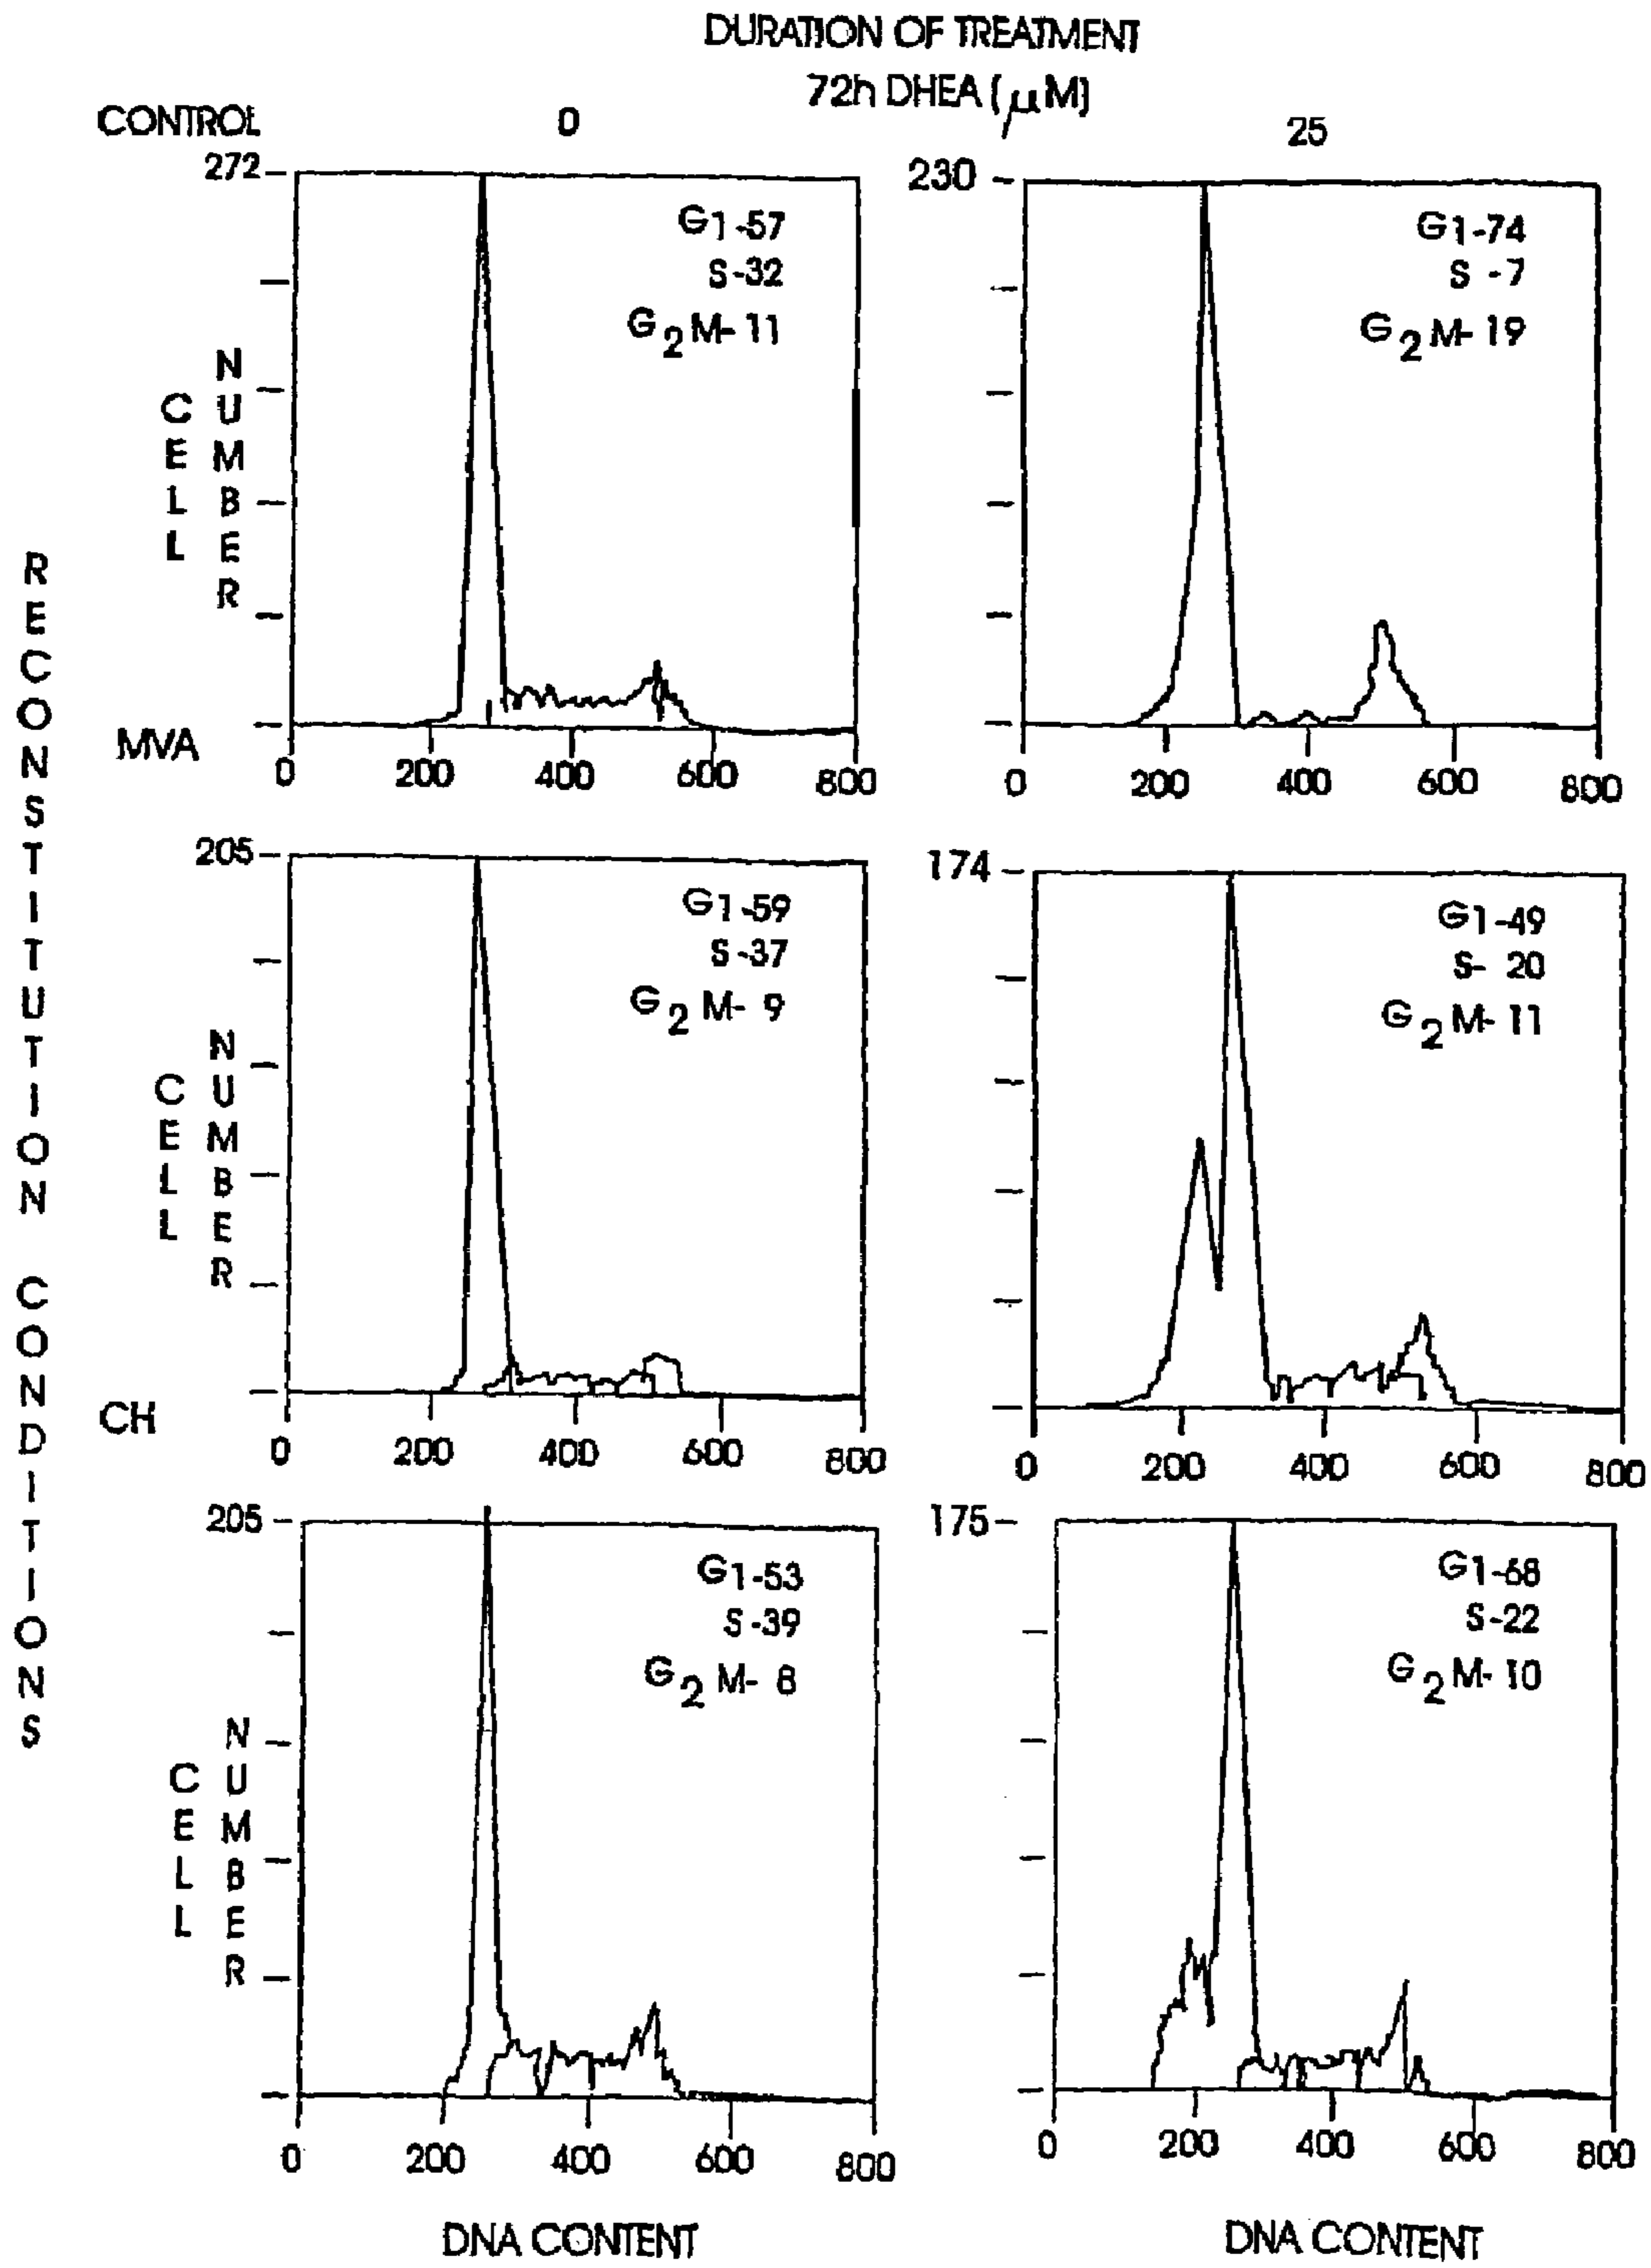 DURATION OF TREATMENT
72h DHEA (μM)
CONTROL 0 25
272
G1-57
S-32
G2M-11
230
G1-74
S-7
G2M-19
CELL NUMBER
MVA
0 200 400 600 800
0 200 400 600 800
205
G1-59
S-37
G2M-9
174
G1-49
S-20
G2M-11
CELL NUMBER
CH
0 200 400 600 800
0 200 400 600 800
205
G1-53
S-39
G2M-8
175
G1-68
S-22
G2M-10
CELL NUMBER
0 200 400 600 800
0 200 400 600 800
DNA CONTENT
DNA CONTENT
RECONSTITUTION CONDITIONS